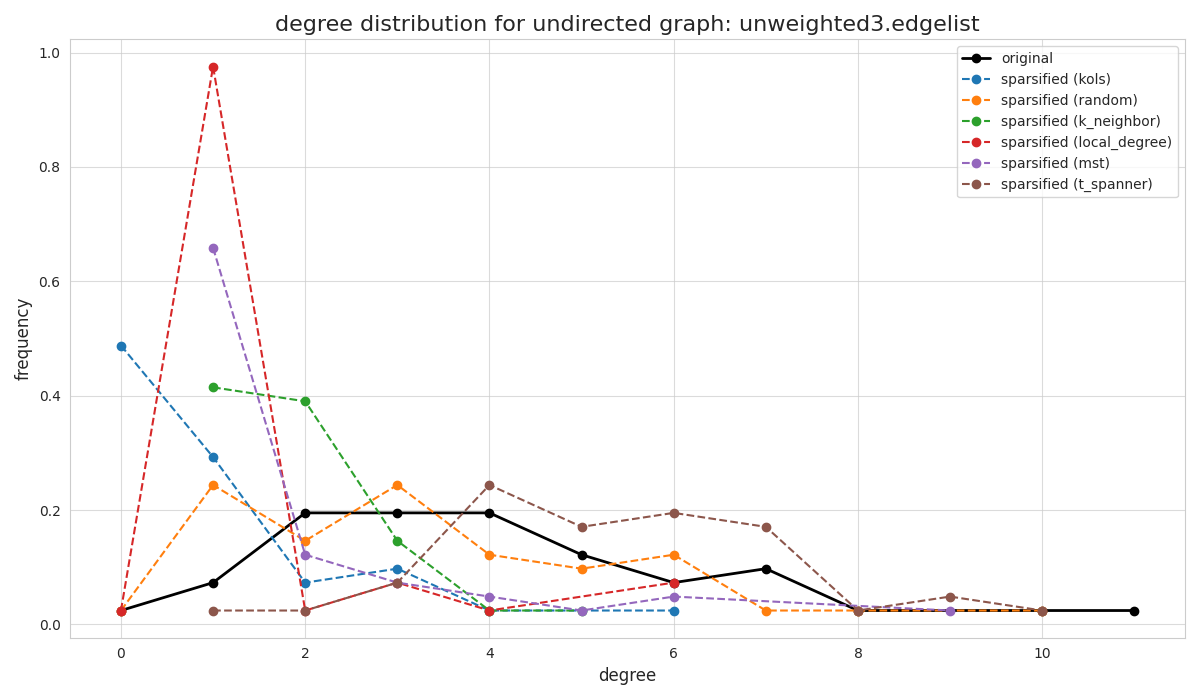 degree distribution for undirected graph: unweighted3.edgelist
original
sparsified (kols)
sparsified (random)
sparsified (k_neighbor)
sparsified (local_degree)
sparsified (mst)
sparsified (t_spanner)
frequency
1.0
0.8
0.6
0.4
0.2
0.0
0 2 4 6 8 10
degree